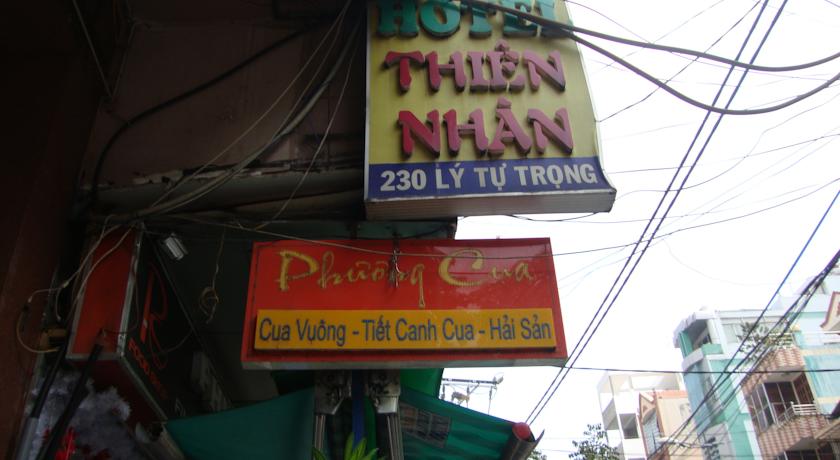 HOTEL
THIÊN
NHÂN
230 LÝ TỰ TRỌNG
Phương Cua
Cua Vuông - Tiết Canh Cua - Hải Sản